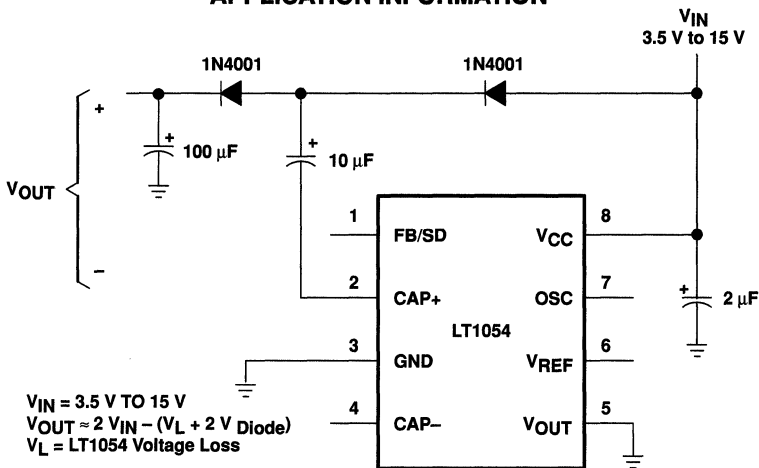 APPLICATION INFORMATION
VIN
3.5 V to 15 V
1N4001
1N4001
+
+
100 μF
+
10 μF
VOUT
–
1
FB/SD
2
CAP+
3
GND
4
CAP–
LT1054
8
VCC
7
OSC
6
VREF
5
VOUT
+
2 μF
VIN = 3.5 V TO 15 V
VOUT ≈ 2 VIN – (VL + 2 V Diode)
VL = LT1054 Voltage Loss